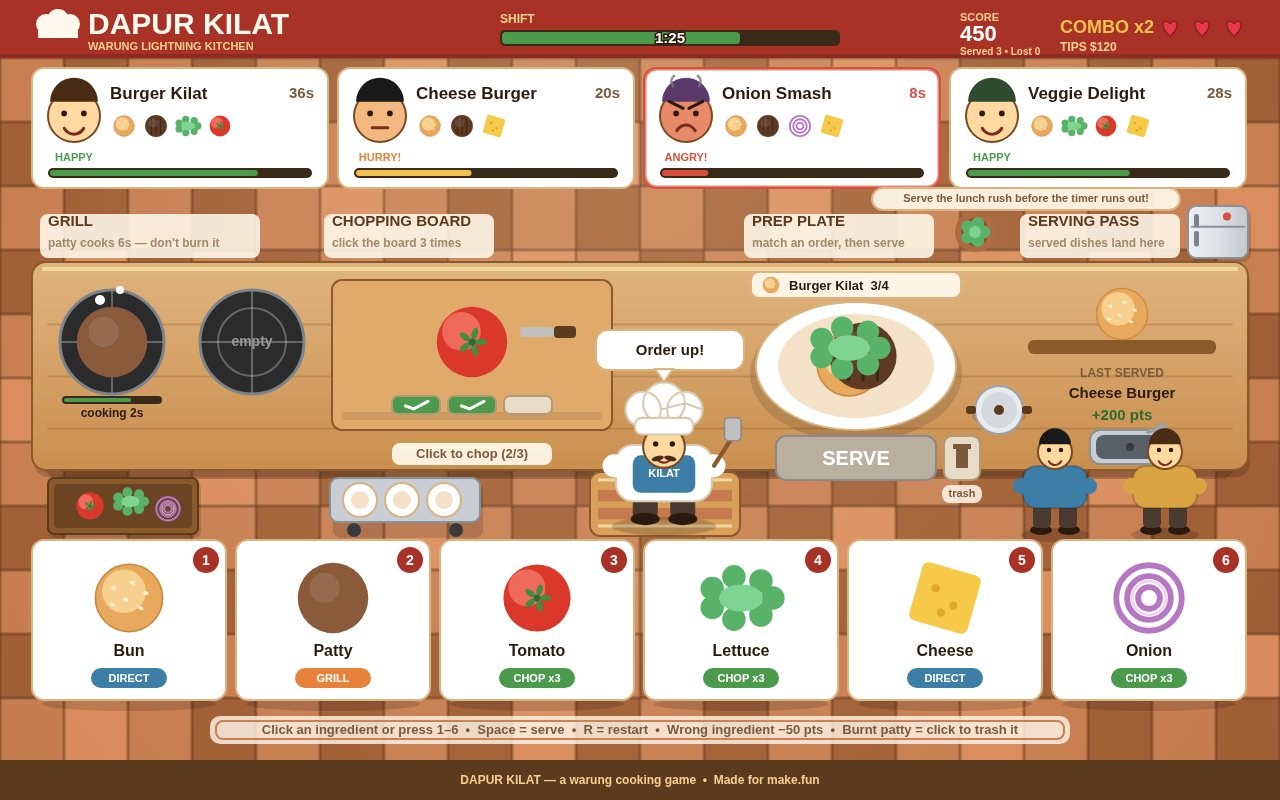 DAPUR KILAT
WARUNG LIGHTNING KITCHEN
SHIFT
1:25
SCORE
450
Served 3 • Lost 0
COMBO x2
TIPS $120
Burger Kilat
36s
HAPPY
Cheese Burger
20s
HURRY!
Onion Smash
8s
ANGRY!
Veggie Delight
28s
HAPPY
Serve the lunch rush before the timer runs out!
GRILL
patty cooks 6s — don't burn it
CHOPPING BOARD
click the board 3 times
PREP PLATE
match an order, then serve
SERVING PASS
served dishes land here
Burger Kilat 3/4
empty
cooking 2s
Order up!
Click to chop (2/3)
KILAT
SERVE
trash
LAST SERVED
Cheese Burger
+200 pts
1
Bun
DIRECT
2
Patty
GRILL
3
Tomato
CHOP x3
4
Lettuce
CHOP x3
5
Cheese
DIRECT
6
Onion
CHOP x3
Click an ingredient or press 1–6 • Space = serve • R = restart • Wrong ingredient −50 pts • Burnt patty = click to trash it
DAPUR KILAT — a warung cooking game • Made for make.fun